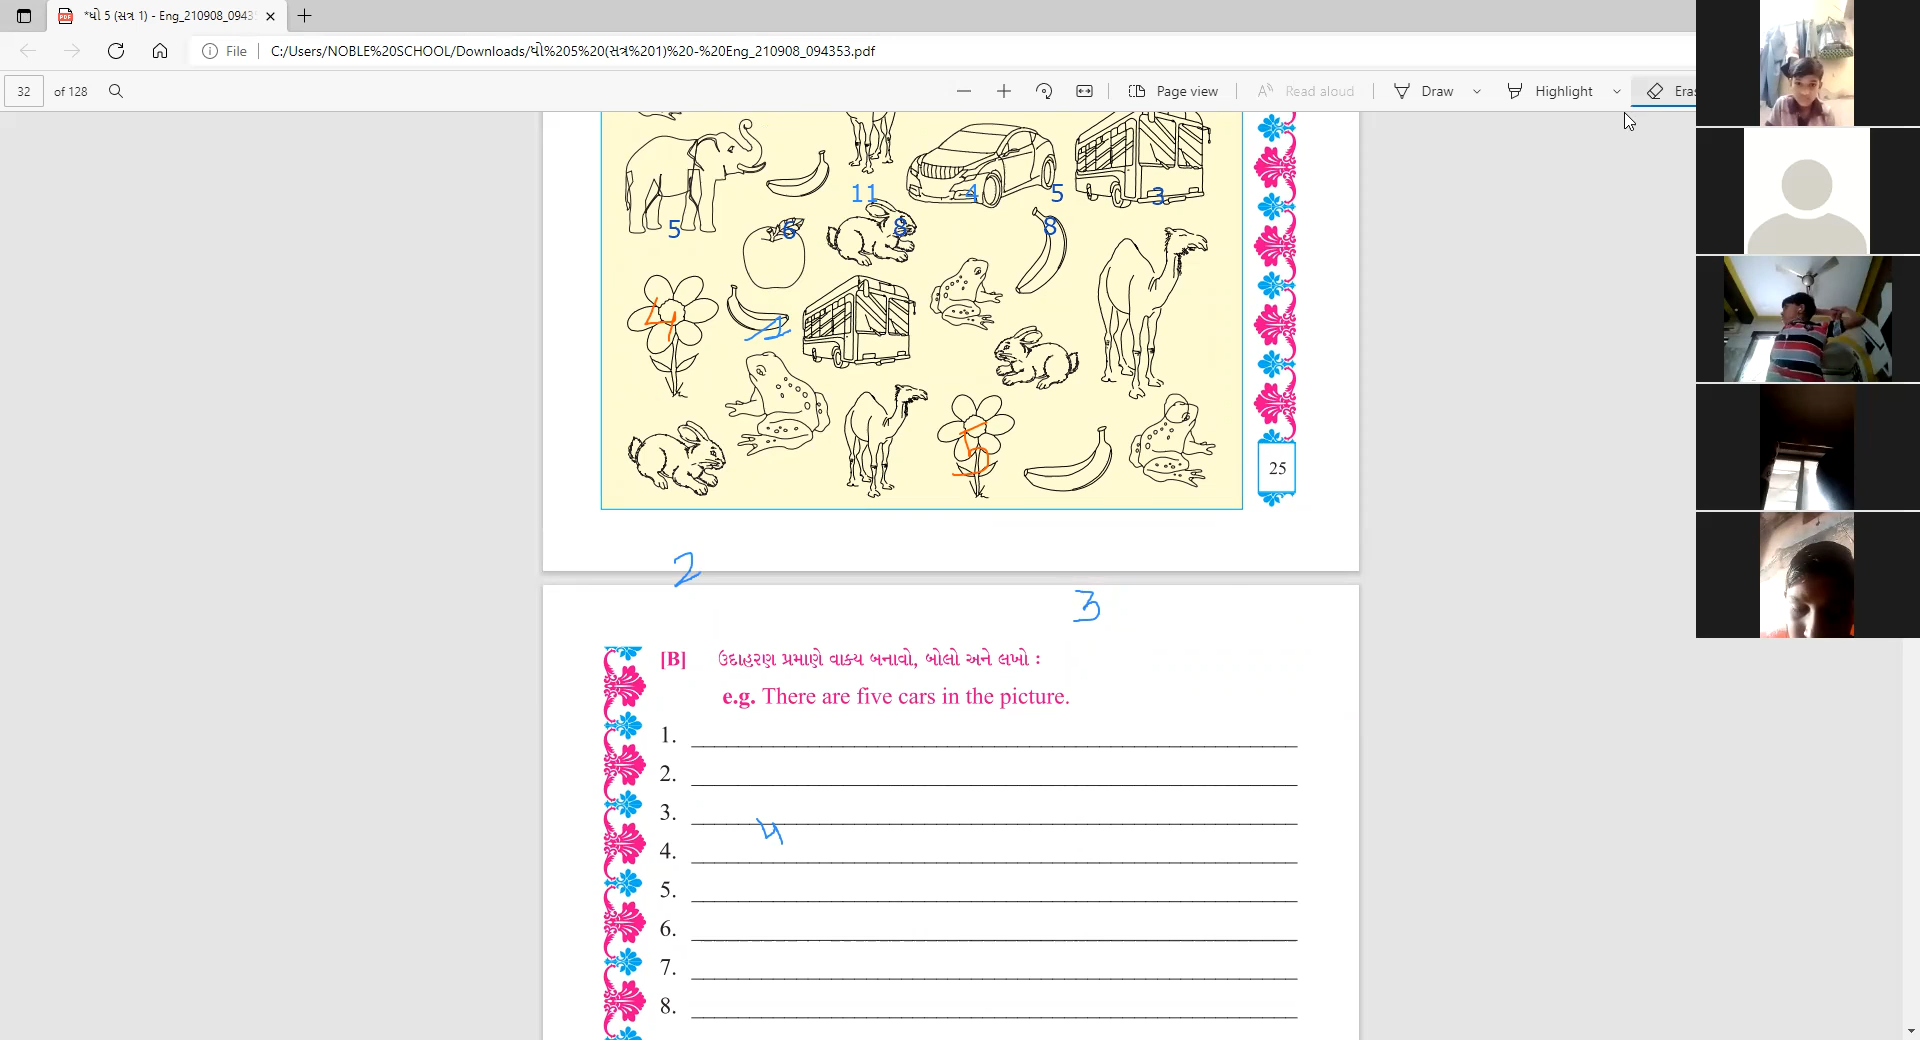 *ધો 5 (સત્ર 1) - Eng_210908_0943
File C:/Users/NOBLE%20SCHOOL/Downloads/ધો%205%20(સત્ર%201)%20-%20Eng_210908_094353.pdf
32 of 128 Page view Read aloud Draw Highlight Eras
11 4 5 3
5 6 8 8
4 1
5
25
2
3
[B] ઉદાહરણ પ્રમાણે વાક્ય બનાવો, બોલો અને લખો :
e.g. There are five cars in the picture.
1.
2.
3.
4.
5.
6.
7.
8.